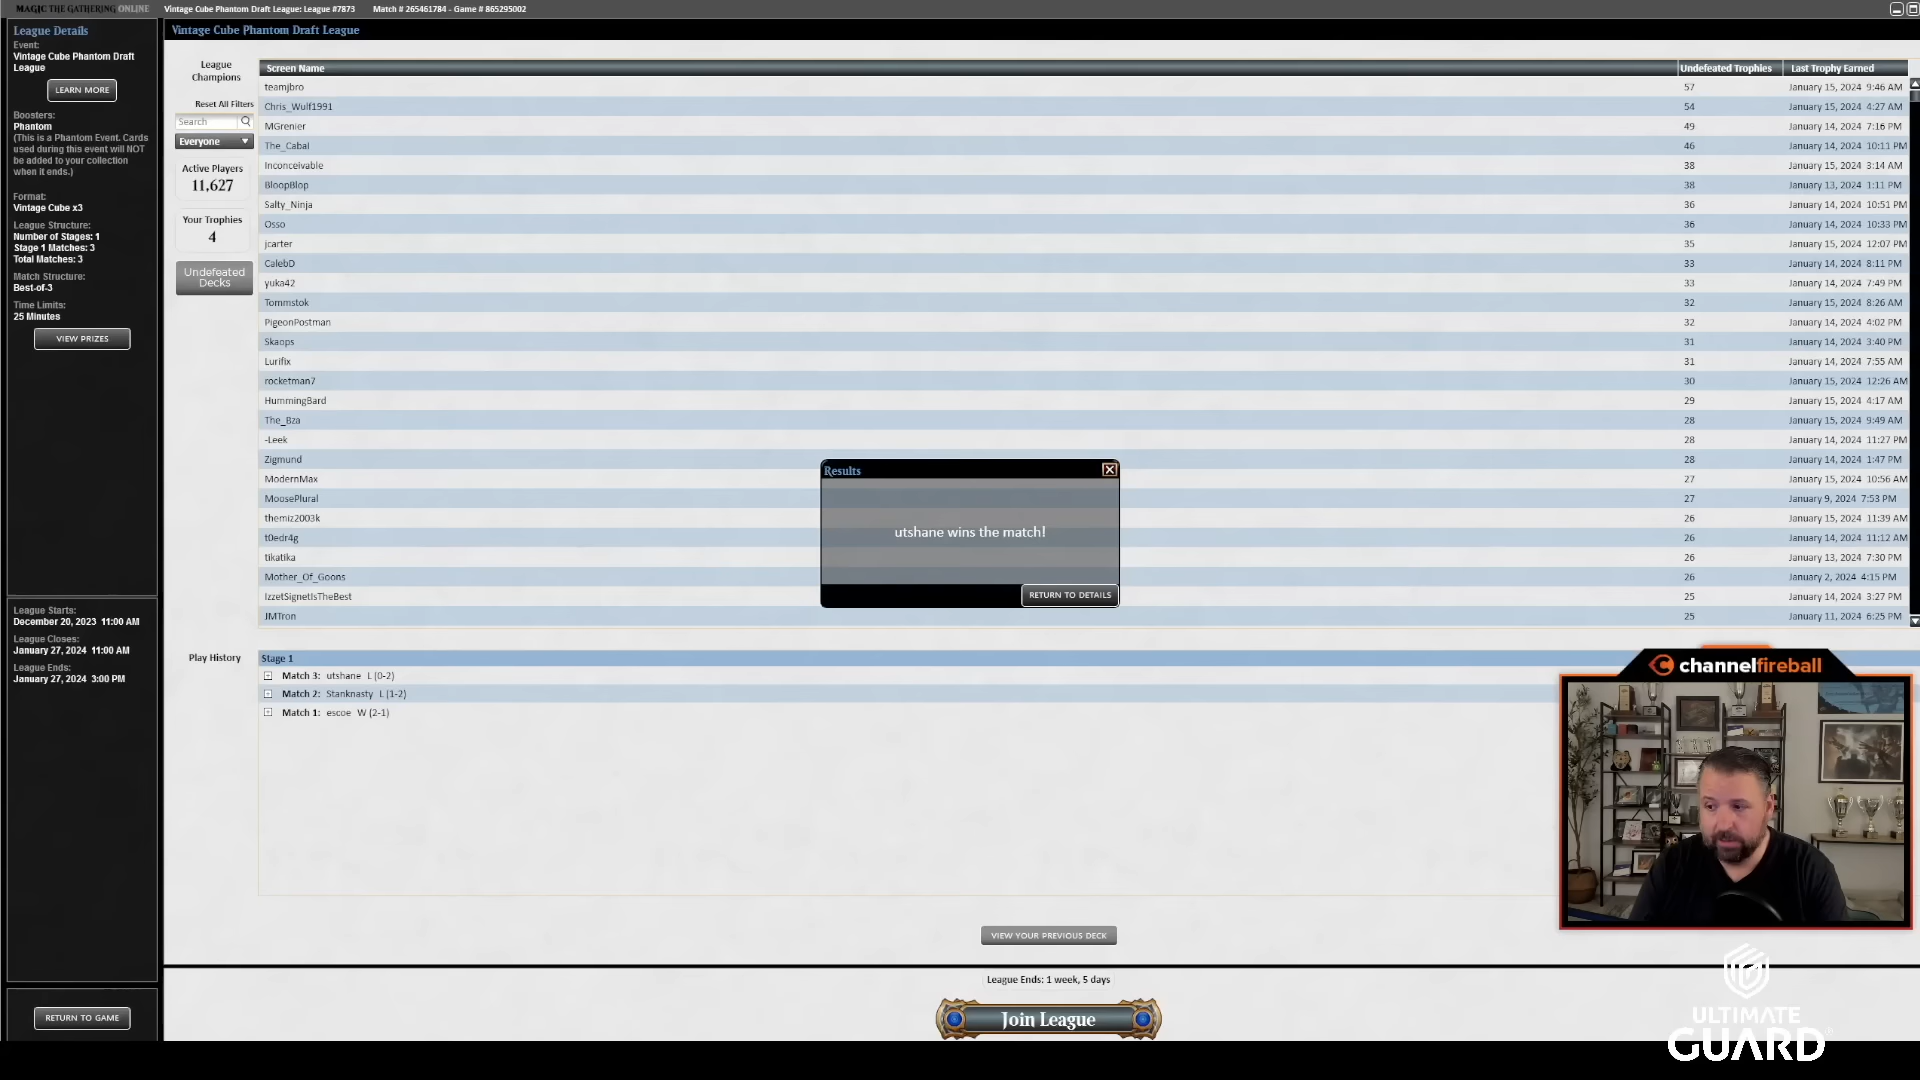 MAGIC THE GATHERING ONLINE
Vintage Cube Phantom Draft League: League #7873
Match # 265461784 - Game # 865295002
League Details
Event:
Vintage Cube Phantom Draft
League
LEARN MORE
Boosters:
Phantom
(This is a Phantom Event. Cards
used during this event will NOT
be added to your collection
when it ends.)
Format:
Vintage Cube x3
League Structure:
Number of Stages: 1
Stage 1 Matches: 3
Total Matches: 3
Match Structure:
Best-of-3
Time Limits:
25 Minutes
VIEW PRIZES
League Starts:
December 20, 2023 11:00 AM
League Closes:
January 27, 2024 11:00 AM
League Ends:
January 27, 2024 3:00 PM
RETURN TO GAME
Vintage Cube Phantom Draft League
League
Champions
Reset All Filters
Search
Everyone
Active Players
11,627
Your Trophies
4
Undefeated
Decks
Screen Name Undefeated Trophies Last Trophy Earned
teamjbro 57 January 15, 2024 9:46 AM
Chris_Wulf1991 54 January 15, 2024 4:27 AM
MGrenier 49 January 14, 2024 7:16 PM
The_Cabal 46 January 14, 2024 10:11 PM
Inconceivable 38 January 15, 2024 3:14 AM
BloopBlop 38 January 13, 2024 1:11 PM
Salty_Ninja 36 January 14, 2024 10:51 PM
Osso 36 January 14, 2024 10:33 PM
jcarter 35 January 15, 2024 12:07 PM
CalebD 33 January 14, 2024 8:11 PM
yuka42 33 January 14, 2024 7:49 PM
Tommstok 32 January 15, 2024 8:26 AM
PigeonPostman 32 January 14, 2024 4:02 PM
Skaops 31 January 14, 2024 3:40 PM
Lurifix 31 January 14, 2024 7:55 AM
rocketman7 30 January 15, 2024 12:26 AM
HummingBard 29 January 15, 2024 4:17 AM
The_Bza 28 January 15, 2024 9:49 AM
-Leek 28 January 14, 2024 11:27 PM
Zigmund 28 January 14, 2024 1:47 PM
ModernMax 27 January 15, 2024 10:56 AM
MoosePlural 27 January 9, 2024 7:53 PM
themiz2003k 26 January 15, 2024 11:39 AM
t0edr4g 26 January 14, 2024 11:12 AM
tikatika 26 January 13, 2024 7:30 PM
Mother_Of_Goons 26 January 2, 2024 4:15 PM
IzzetSignetIsTheBest 25 January 14, 2024 3:27 PM
JMTron 25 January 11, 2024 6:25 PM
Results
utshane wins the match!
RETURN TO DETAILS
Play History
Stage 1
Match 3: utshane L (0-2)
Match 2: Stanknasty L (1-2)
Match 1: escoe W (2-1)
VIEW YOUR PREVIOUS DECK
League Ends: 1 week, 5 days
Join League
channelfireball
ULTIMATE
GUARD